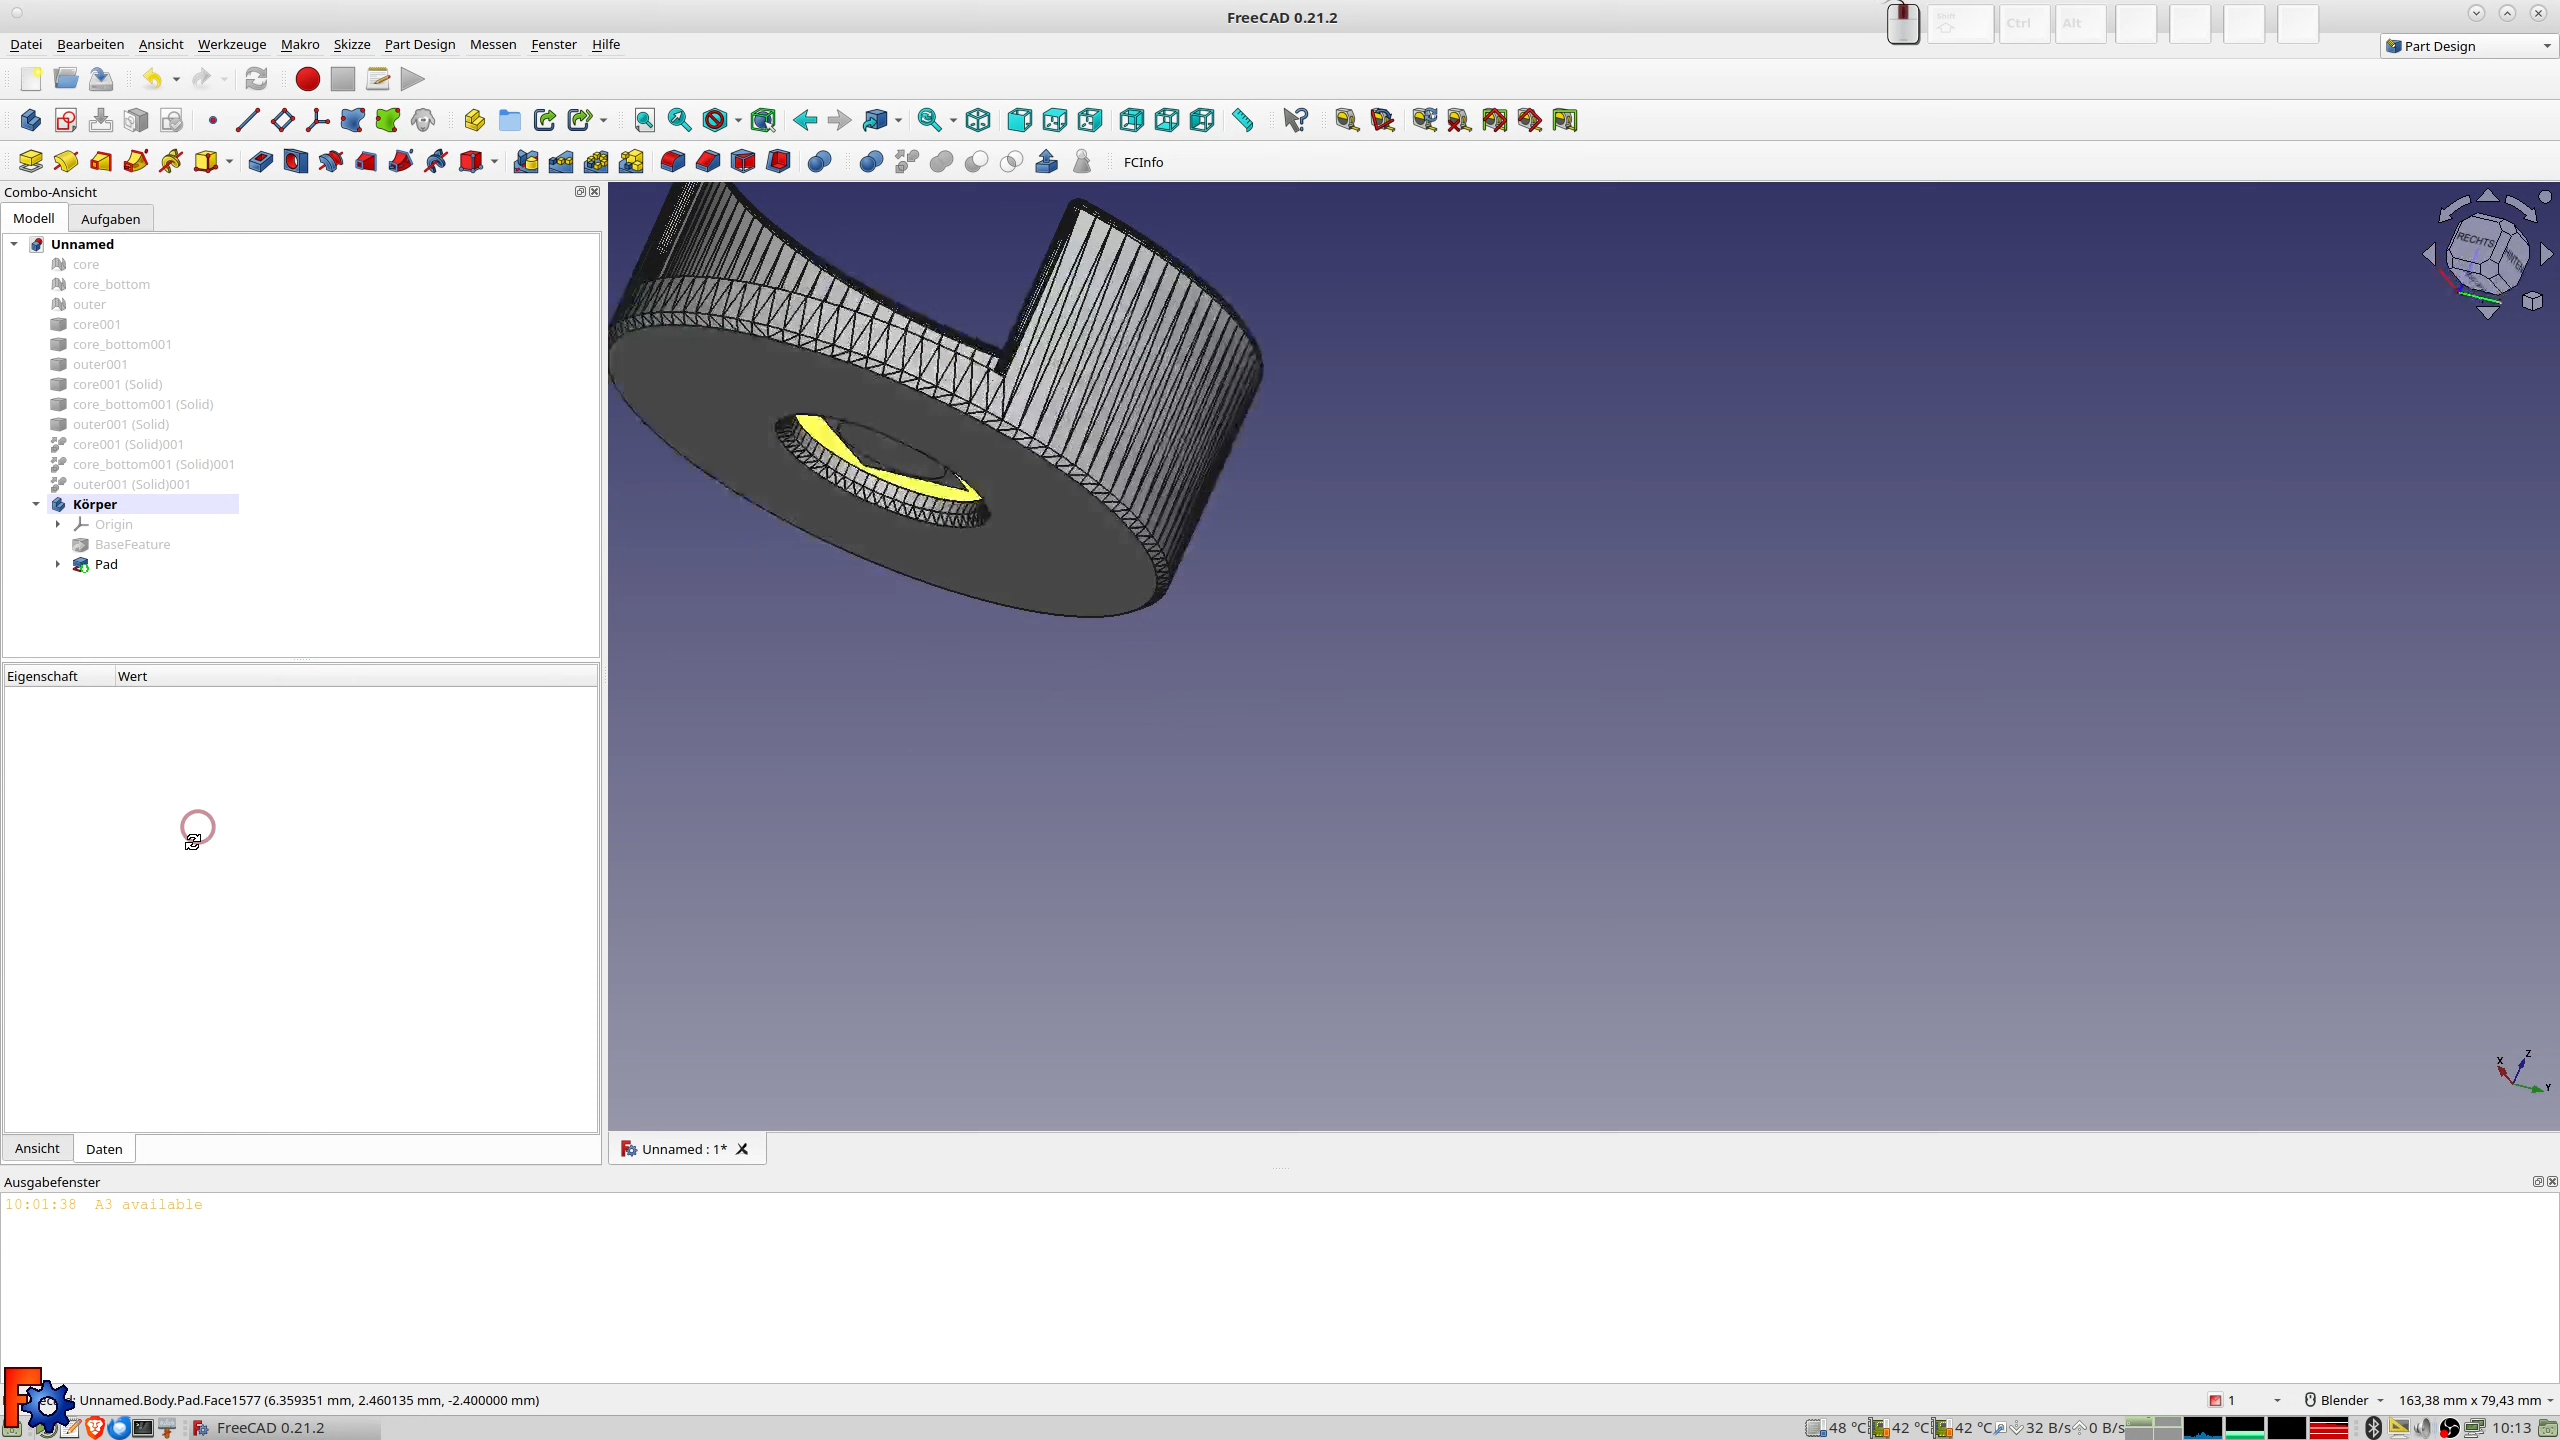 FreeCAD 0.21.2
Shift
Ctrl
Alt
Datei Bearbeiten Ansicht Werkzeuge Makro Skizze Part Design Messen Fenster Hilfe
Part Design
FCInfo
Combo-Ansicht
Modell Aufgaben
Unnamed
core
core_bottom
outer
core001
core_bottom001
outer001
core001 (Solid)
core_bottom001 (Solid)
outer001 (Solid)
core001 (Solid)001
core_bottom001 (Solid)001
outer001 (Solid)001
Körper
Origin
BaseFeature
Pad
RECHTS
X Z Y
Eigenschaft Wert
Ansicht Daten
Unnamed : 1*
Ausgabefenster
10:01:38 A3 available
Unnamed.Body.Pad.Face1577 (6.359351 mm, 2.460135 mm, -2.400000 mm)
1 Blender 163,38 mm x 79,43 mm
FreeCAD 0.21.2
48 °C 42 °C 42 °C 32 B/s 0 B/s 10:13